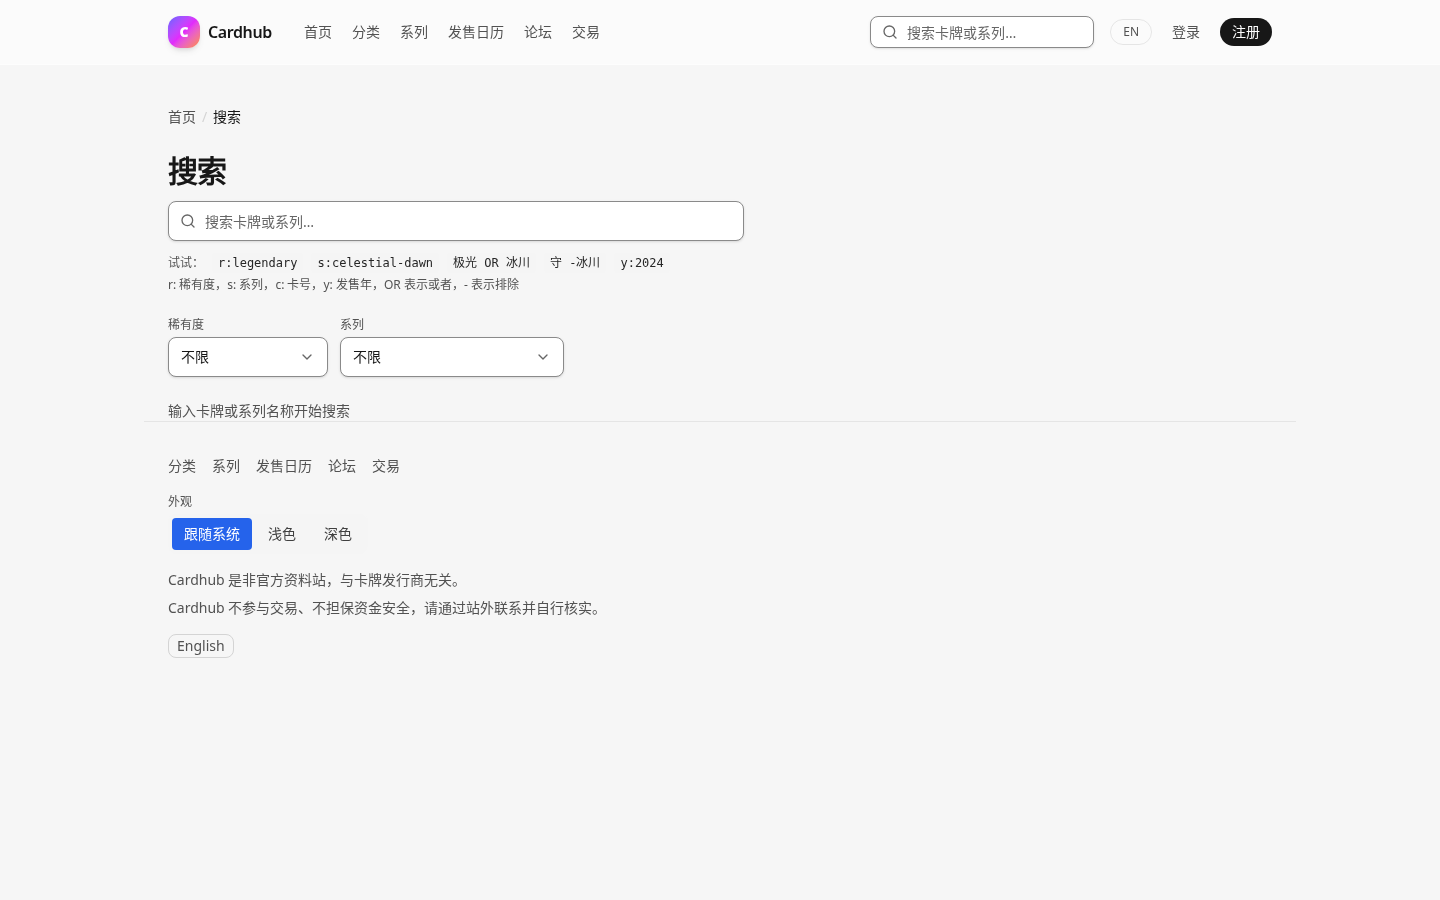 C Cardhub 首页 分类 系列 发售日历 论坛 交易 搜索卡牌或系列... EN 登录 注册
首页 / 搜索
搜索
搜索卡牌或系列...
试试： r:legendary s:celestial-dawn 极光 OR 冰川 守 -冰川 y:2024
r: 稀有度，s: 系列，c: 卡号，y: 发售年，OR 表示或者，- 表示排除
稀有度 系列
不限 不限
输入卡牌或系列名称开始搜索
分类 系列 发售日历 论坛 交易
外观
跟随系统 浅色 深色
Cardhub 是非官方资料站，与卡牌发行商无关。
Cardhub 不参与交易、不担保资金安全，请通过站外联系并自行核实。
English